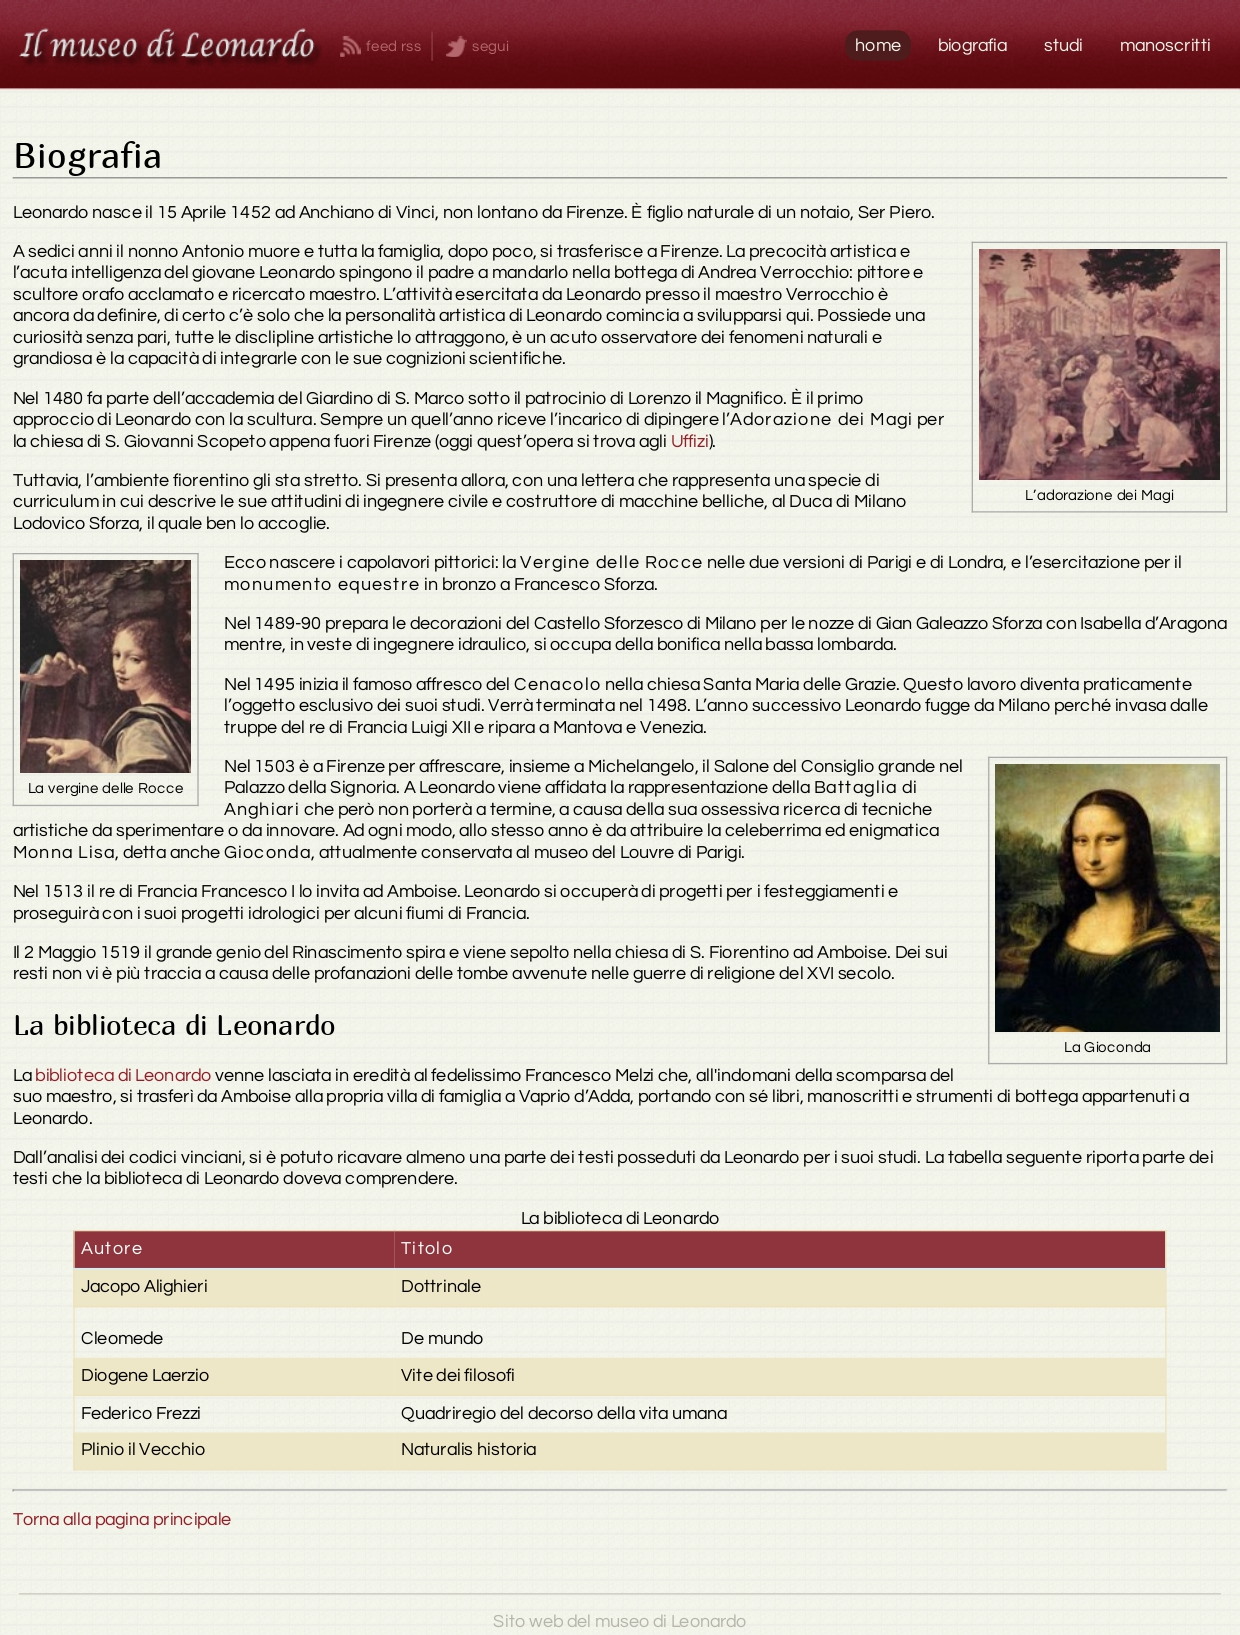 Il museo di Leonardo
feed rss
segui
home
biografia
studi
manoscritti
Biografia
Leonardo nasce il 15 Aprile 1452 ad Anchiano di Vinci, non lontano da Firenze. È figlio naturale di un notaio, Ser Piero.
A sedici anni il nonno Antonio muore e tutta la famiglia, dopo poco, si trasferisce a Firenze. La precocità artistica e
l’acuta intelligenza del giovane Leonardo spingono il padre a mandarlo nella bottega di Andrea Verrocchio: pittore e
scultore orafo acclamato e ricercato maestro. L’attività esercitata da Leonardo presso il maestro Verrocchio è
ancora da definire, di certo c’è solo che la personalità artistica di Leonardo comincia a svilupparsi qui. Possiede una
curiosità senza pari, tutte le disclipline artistiche lo attraggono, è un acuto osservatore dei fenomeni naturali e
grandiosa è la capacità di integrarle con le sue cognizioni scientifiche.
Nel 1480 fa parte dell’accademia del Giardino di S. Marco sotto il patrocinio di Lorenzo il Magnifico. È il primo
approccio di Leonardo con la scultura. Sempre un quell’anno riceve l’incarico di dipingere l’Adorazione dei Magi per
la chiesa di S. Giovanni Scopeto appena fuori Firenze (oggi quest’opera si trova agli Uffizi).
L’adorazione dei Magi
Tuttavia, l’ambiente fiorentino gli sta stretto. Si presenta allora, con una lettera che rappresenta una specie di
curriculum in cui descrive le sue attitudini di ingegnere civile e costruttore di macchine belliche, al Duca di Milano
Lodovico Sforza, il quale ben lo accoglie.
Ecco nascere i capolavori pittorici: la Vergine delle Rocce nelle due versioni di Parigi e di Londra, e l’esercitazione per il
monumento equestre in bronzo a Francesco Sforza.
Nel 1489-90 prepara le decorazioni del Castello Sforzesco di Milano per le nozze di Gian Galeazzo Sforza con Isabella d’Aragona
mentre, in veste di ingegnere idraulico, si occupa della bonifica nella bassa lombarda.
Nel 1495 inizia il famoso affresco del Cenacolo nella chiesa Santa Maria delle Grazie. Questo lavoro diventa praticamente
l’oggetto esclusivo dei suoi studi. Verrà terminata nel 1498. L’anno successivo Leonardo fugge da Milano perché invasa dalle
truppe del re di Francia Luigi XII e ripara a Mantova e Venezia.
La vergine delle Rocce
Nel 1503 è a Firenze per affrescare, insieme a Michelangelo, il Salone del Consiglio grande nel
Palazzo della Signoria. A Leonardo viene affidata la rappresentazione della Battaglia di
Anghiari che però non porterà a termine, a causa della sua ossessiva ricerca di tecniche
artistiche da sperimentare o da innovare. Ad ogni modo, allo stesso anno è da attribuire la celeberrima ed enigmatica
Monna Lisa, detta anche Gioconda, attualmente conservata al museo del Louvre di Parigi.
Nel 1513 il re di Francia Francesco I lo invita ad Amboise. Leonardo si occuperà di progetti per i festeggiamenti e
proseguirà con i suoi progetti idrologici per alcuni fiumi di Francia.
Il 2 Maggio 1519 il grande genio del Rinascimento spira e viene sepolto nella chiesa di S. Fiorentino ad Amboise. Dei sui
resti non vi è più traccia a causa delle profanazioni delle tombe avvenute nelle guerre di religione del XVI secolo.
La Gioconda
La biblioteca di Leonardo
La biblioteca di Leonardo venne lasciata in eredità al fedelissimo Francesco Melzi che, all'indomani della scomparsa del
suo maestro, si trasferì da Amboise alla propria villa di famiglia a Vaprio d’Adda, portando con sé libri, manoscritti e strumenti di bottega appartenuti a
Leonardo.
Dall’analisi dei codici vinciani, si è potuto ricavare almeno una parte dei testi posseduti da Leonardo per i suoi studi. La tabella seguente riporta parte dei
testi che la biblioteca di Leonardo doveva comprendere.
La biblioteca di Leonardo
Autore Titolo
Jacopo Alighieri Dottrinale
Cleomede De mundo
Diogene Laerzio Vite dei filosofi
Federico Frezzi Quadriregio del decorso della vita umana
Plinio il Vecchio Naturalis historia
Torna alla pagina principale
Sito web del museo di Leonardo